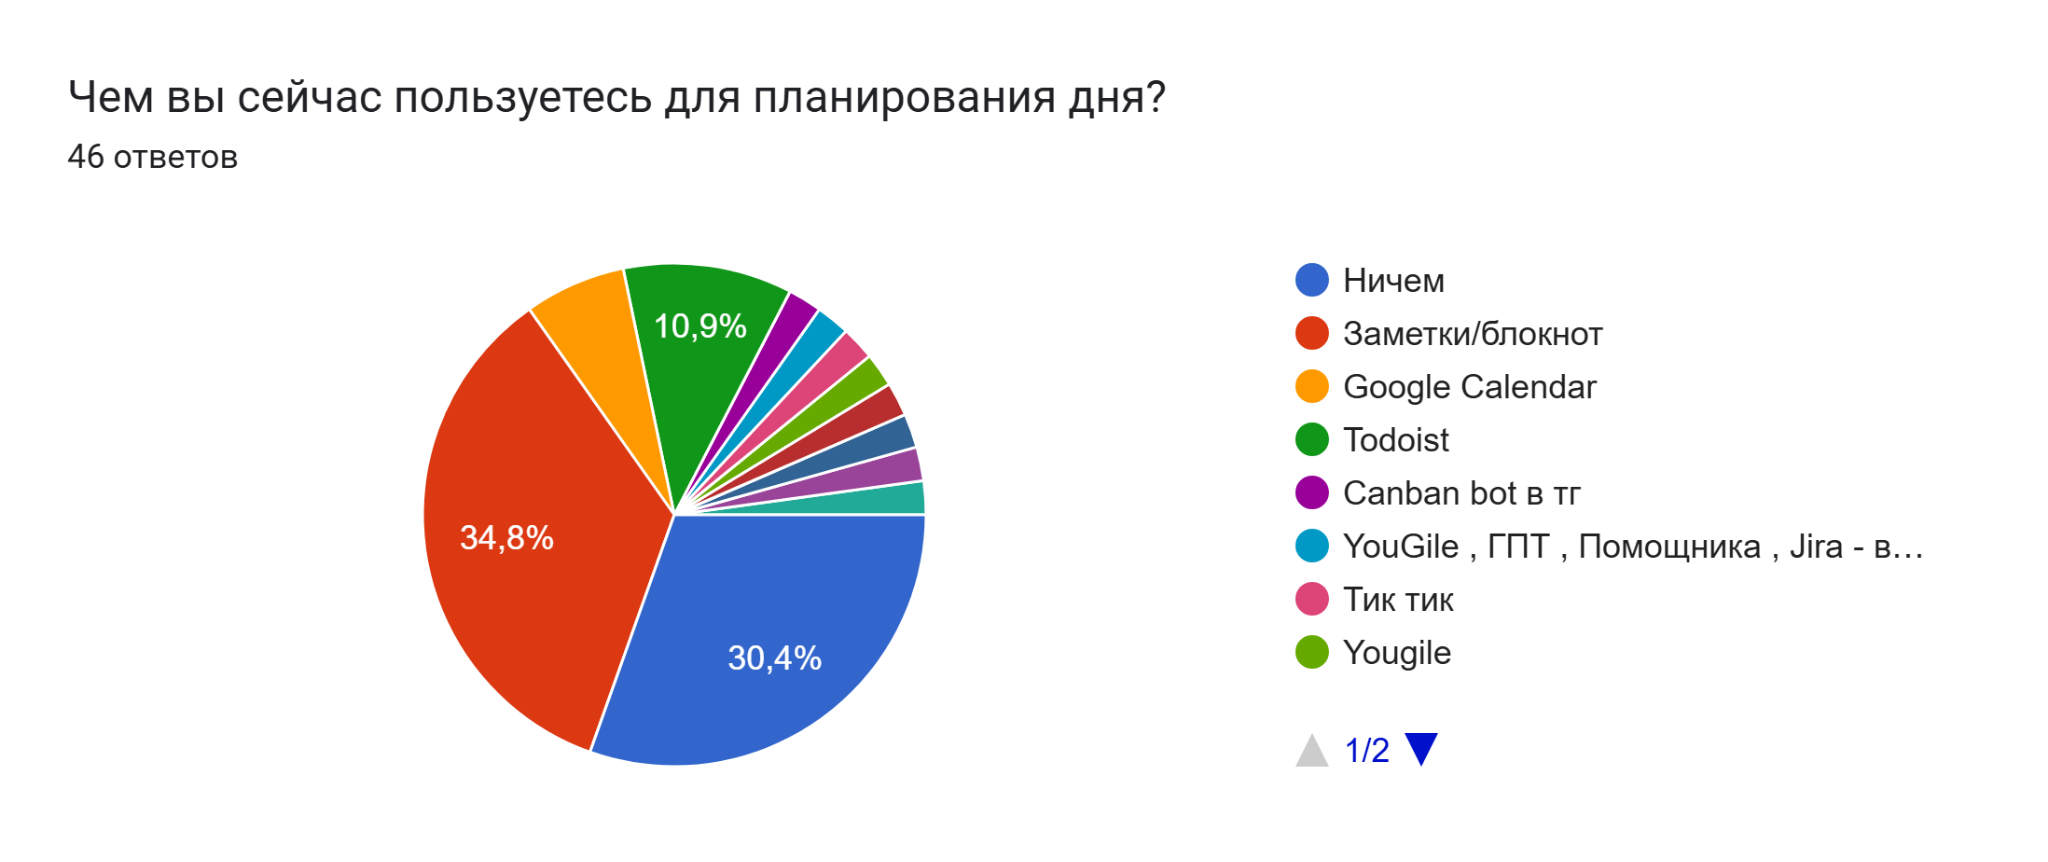 Чем вы сейчас пользуетесь для планирования дня?
46 ответов
10,9%
34,8%
30,4%
Ничем
Заметки/блокнот
Google Calendar
Todoist
Canban bot в тг
YouGile , ГПТ , Помощника , Jira - в…
Тик тик
Yougile
1/2